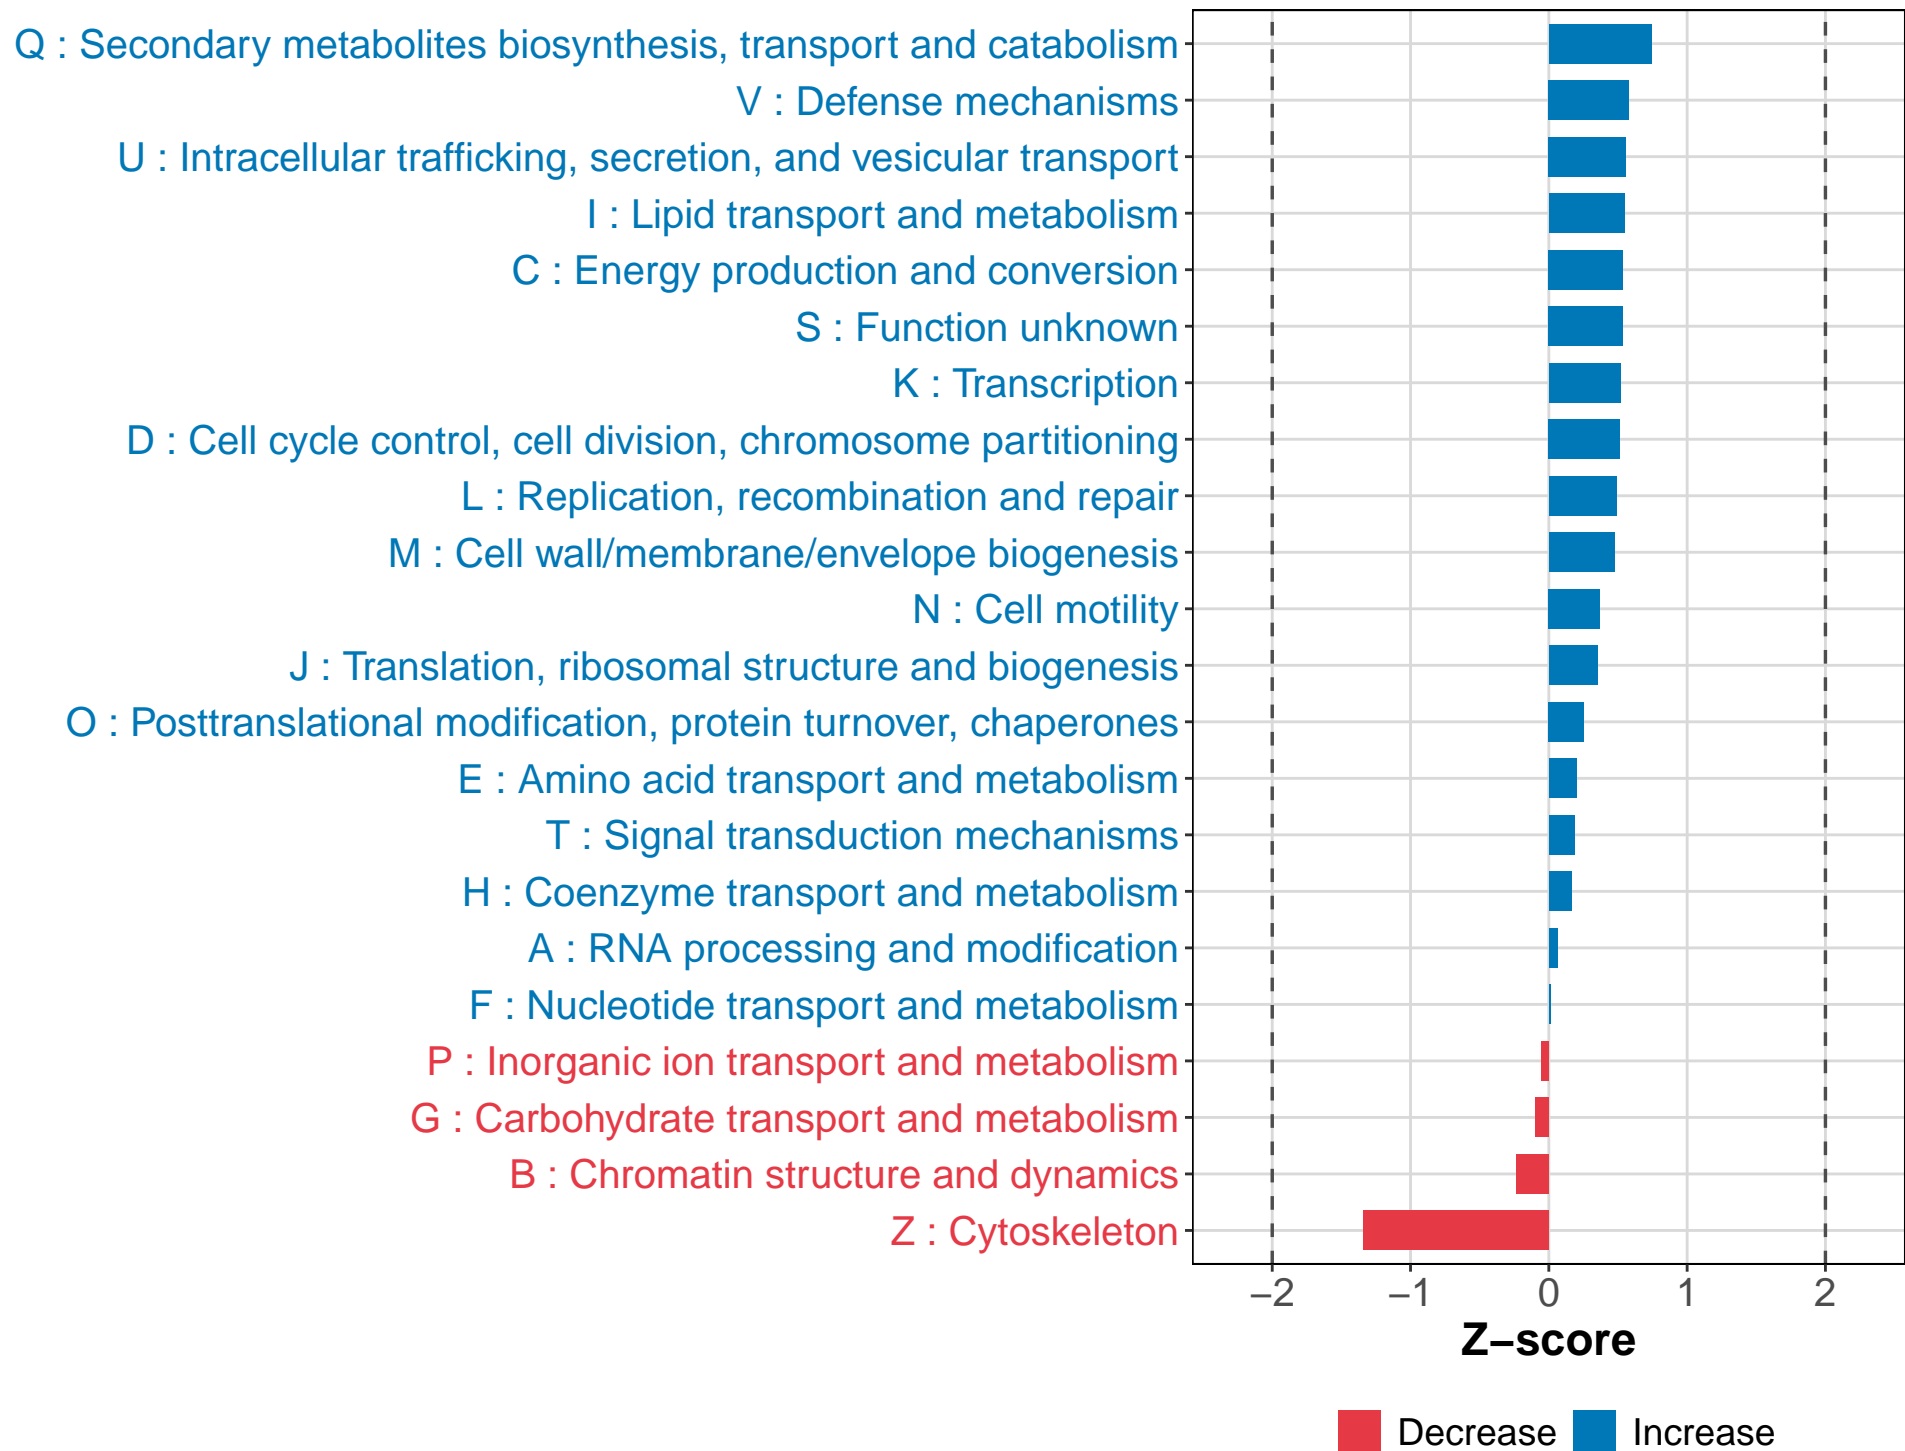 Q : Secondary metabolites biosynthesis, transport and catabolism
V : Defense mechanisms
U : Intracellular trafficking, secretion, and vesicular transport
I : Lipid transport and metabolism
C : Energy production and conversion
S : Function unknown
K : Transcription
D : Cell cycle control, cell division, chromosome partitioning
L : Replication, recombination and repair
M : Cell wall/membrane/envelope biogenesis
N : Cell motility
J : Translation, ribosomal structure and biogenesis
O : Posttranslational modification, protein turnover, chaperones
E : Amino acid transport and metabolism
T : Signal transduction mechanisms
H : Coenzyme transport and metabolism
A : RNA processing and modification
F : Nucleotide transport and metabolism
P : Inorganic ion transport and metabolism
G : Carbohydrate transport and metabolism
B : Chromatin structure and dynamics
Z : Cytoskeleton
−2 −1 0 1 2
Z−score
Decrease Increase